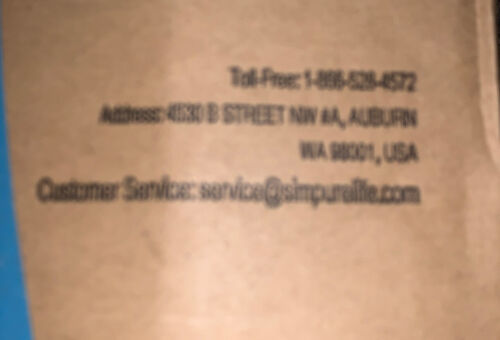 Toll-Free: 1-866-528-4572
Address: 4530 B STREET NW #A, AUBURN
WA 98001, USA
Customer Service: service@simpurelife.com